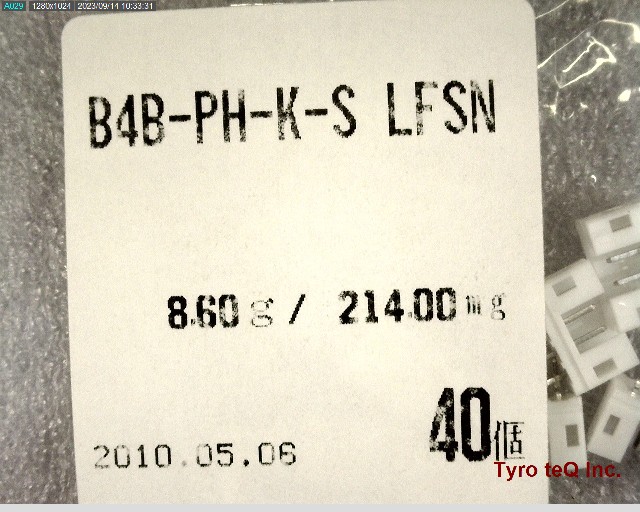 A029 1280x1024 2023/09/14 10:33:31
B4B-PH-K-S LFSN
8.60g / 214.00mg
40個
2010.05.06
Tyro teQ Inc.